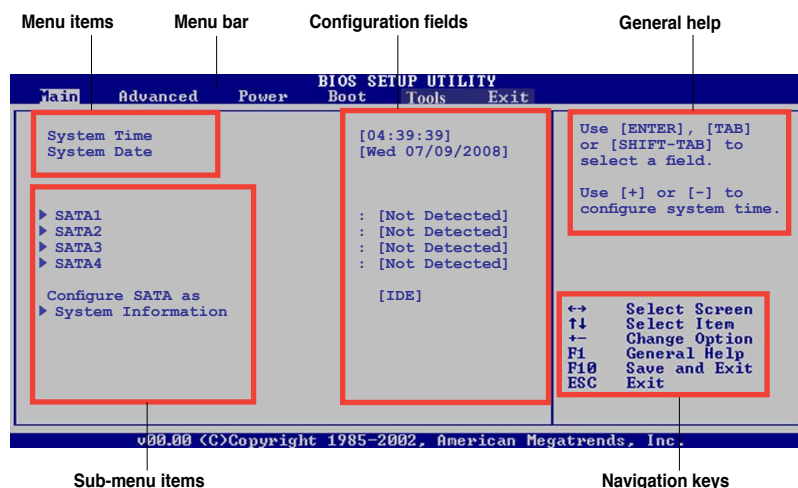 Menu items Menu bar Configuration fields General help
BIOS SETUP UTILITY
Main Advanced Power Boot Tools Exit
System Time [04:39:39]
System Date [Wed 07/09/2008]
SATA1 : [Not Detected]
SATA2 : [Not Detected]
SATA3 : [Not Detected]
SATA4 : [Not Detected]
Configure SATA as [IDE]
System Information
Use [ENTER], [TAB]
or [SHIFT-TAB] to
select a field.
Use [+] or [-] to
configure system time.
←→ Select Screen
↑↓ Select Item
+- Change Option
F1 General Help
F10 Save and Exit
ESC Exit
v00.00 (C)Copyright 1985-2002, American Megatrends, Inc.
Sub-menu items Navigation keys